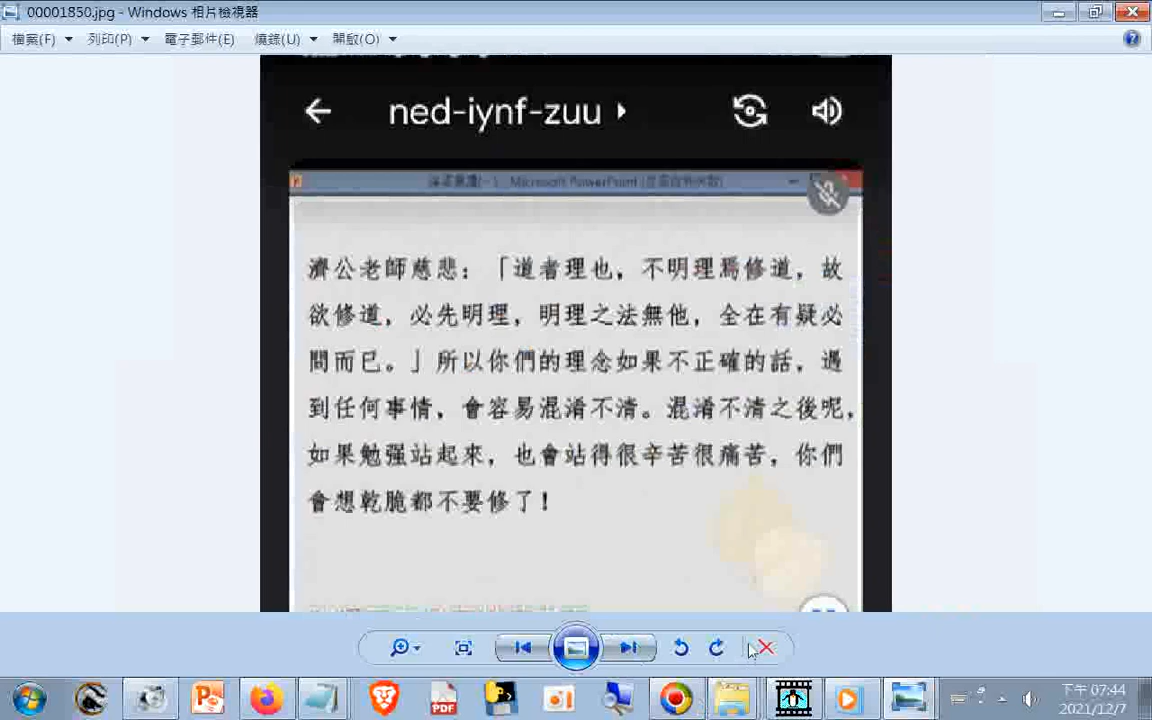 00001850.jpg - Windows 相片檢視器
檔案(F) 列印(P) 電子郵件(E) 燒錄(U) 開啟(O)
ned-iynf-zuu
Microsoft PowerPoint
濟公老師慈悲：「道者理也，不明理焉修道，故
欲修道，必先明理，明理之法無他，全在有疑必
問而已。」所以你們的理念如果不正確的話，遇
到任何事情，會容易混淆不清。混淆不清之後呢，
如果勉强站起來，也會站得很辛苦很痛苦，你們
會想乾脆都不要修了！
PDF
下午 07:44
2021/12/7